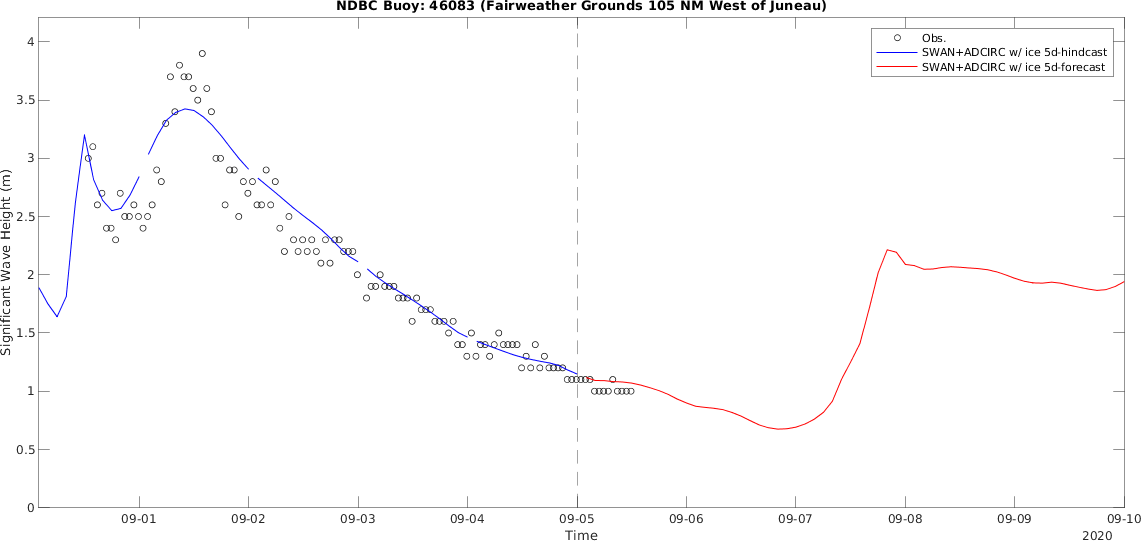 NDBC Buoy: 46083 (Fairweather Grounds 105 NM West of Juneau)
Obs.
SWAN+ADCIRC w/ ice 5d-hindcast
SWAN+ADCIRC w/ ice 5d-forecast
Significant Wave Height (m)
4
3.5
3
2.5
2
1.5
1
0.5
0
09-01 09-02 09-03 09-04 09-05 09-06 09-07 09-08 09-09 09-10
Time
2020